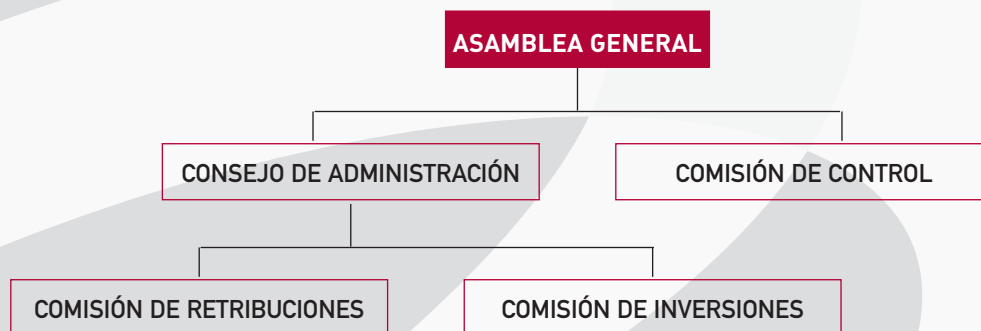 ASAMBLEA GENERAL
CONSEJO DE ADMINISTRACIÓN
COMISIÓN DE CONTROL
COMISIÓN DE RETRIBUCIONES
COMISIÓN DE INVERSIONES